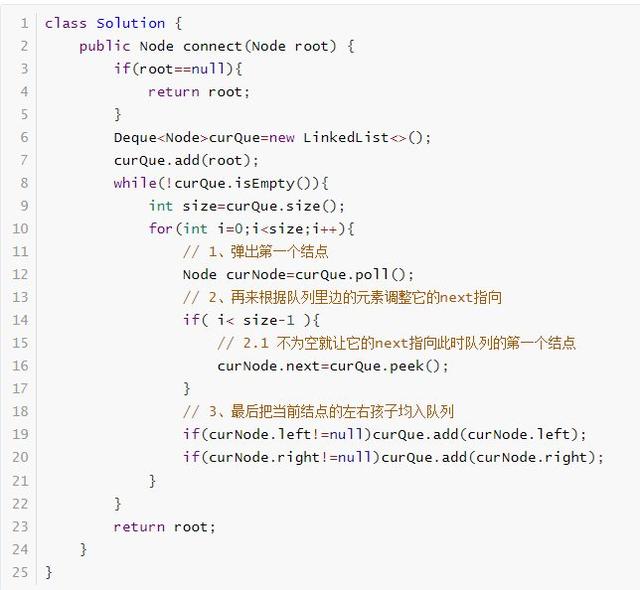 1 class Solution {
2     public Node connect(Node root) {
3         if(root==null){
4             return root;
5         }
6         Deque<Node>curQue=new LinkedList<>();
7         curQue.add(root);
8         while(!curQue.isEmpty()){
9             int size=curQue.size();
10             for(int i=0;i<size;i++){
11                 // 1、弹出第一个结点
12                 Node curNode=curQue.poll();
13                 // 2、再来根据队列里边的元素调整它的next指向
14                 if( i< size-1 ){
15                     // 2.1 不为空就让它的next指向此时队列的第一个结点
16                     curNode.next=curQue.peek();
17                 }
18                 // 3、最后把当前结点的左右孩子均入队列
19                 if(curNode.left!=null)curQue.add(curNode.left);
20                 if(curNode.right!=null)curQue.add(curNode.right);
21             }
22         }
23         return root;
24     }
25 }